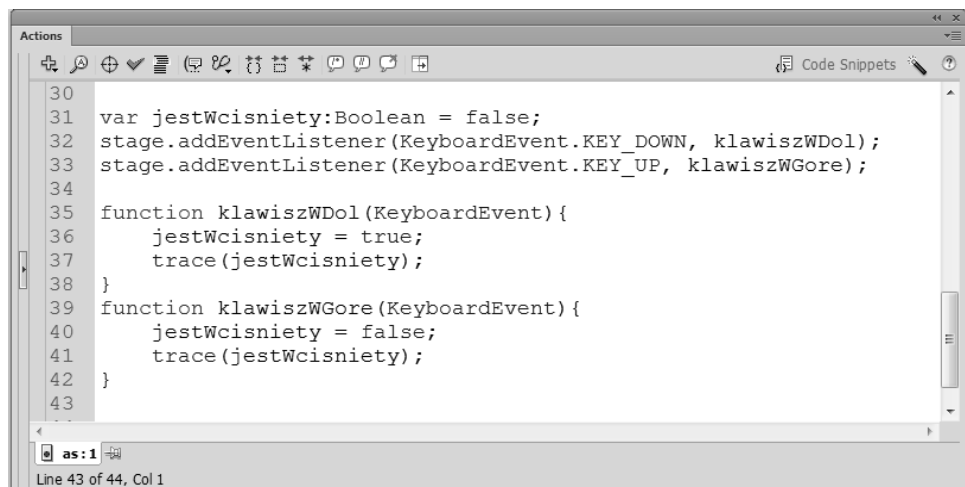 Actions
Code Snippets
30
31 var jestWcisniety:Boolean = false;
32 stage.addEventListener(KeyboardEvent.KEY_DOWN, klawiszWDol);
33 stage.addEventListener(KeyboardEvent.KEY_UP, klawiszWGore);
34
35 function klawiszWDol(KeyboardEvent){
36     jestWcisniety = true;
37     trace(jestWcisniety);
38 }
39 function klawiszWGore(KeyboardEvent){
40     jestWcisniety = false;
41     trace(jestWcisniety);
42 }
43
as:1
Line 43 of 44, Col 1